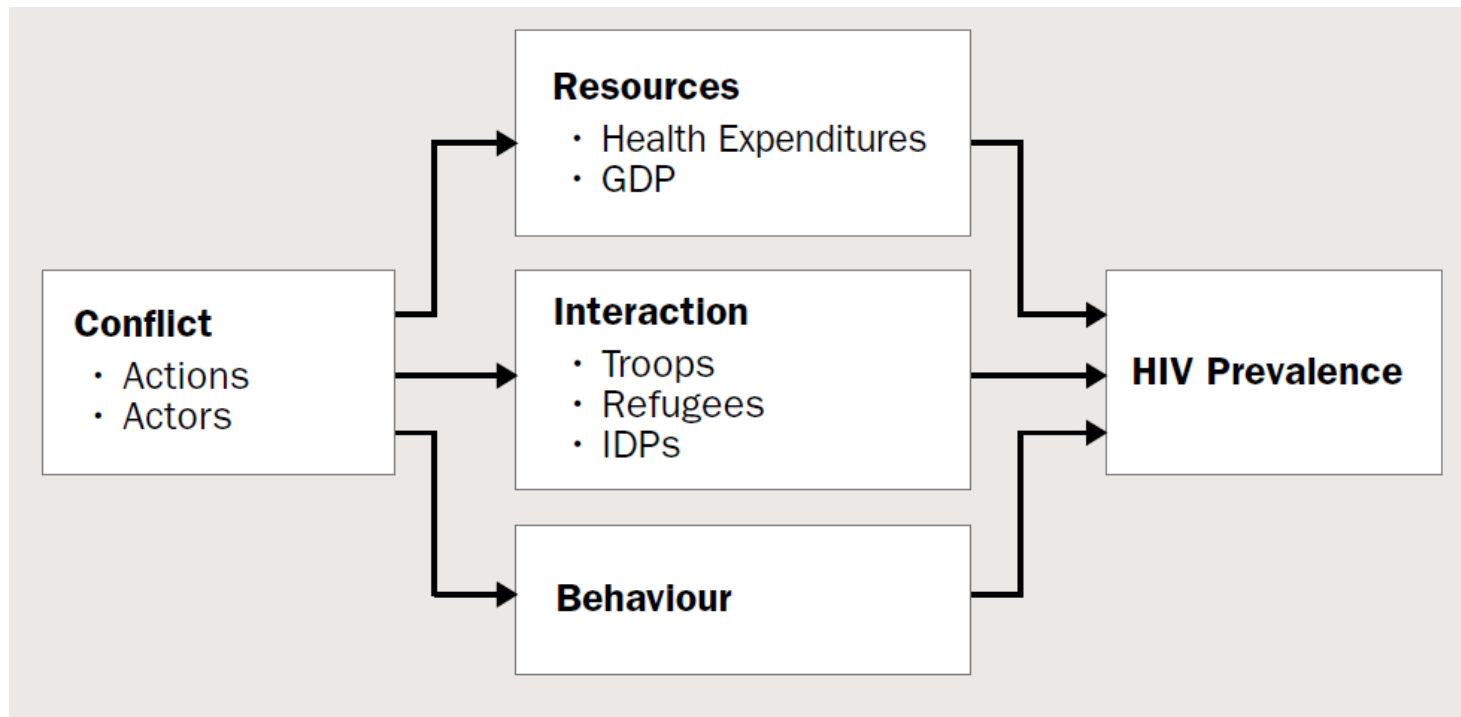 Resources
· Health Expenditures
· GDP
Conflict
· Actions
· Actors
Interaction
· Troops
· Refugees
· IDPs
HIV Prevalence
Behaviour